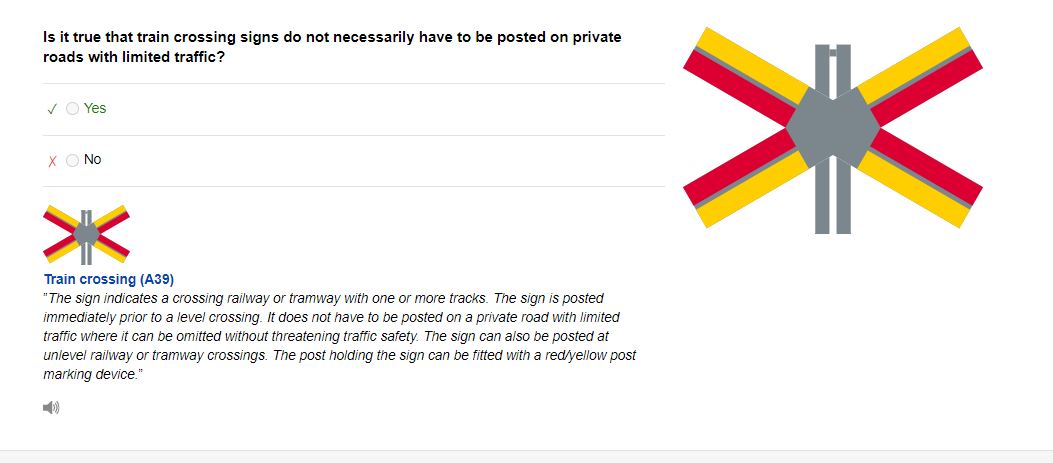 Is it true that train crossing signs do not necessarily have to be posted on private
roads with limited traffic?
✓ Yes
X No
Train crossing (A39)
"The sign indicates a crossing railway or tramway with one or more tracks. The sign is posted
immediately prior to a level crossing. It does not have to be posted on a private road with limited
traffic where it can be omitted without threatening traffic safety. The sign can also be posted at
unlevel railway or tramway crossings. The post holding the sign can be fitted with a red/yellow post
marking device."